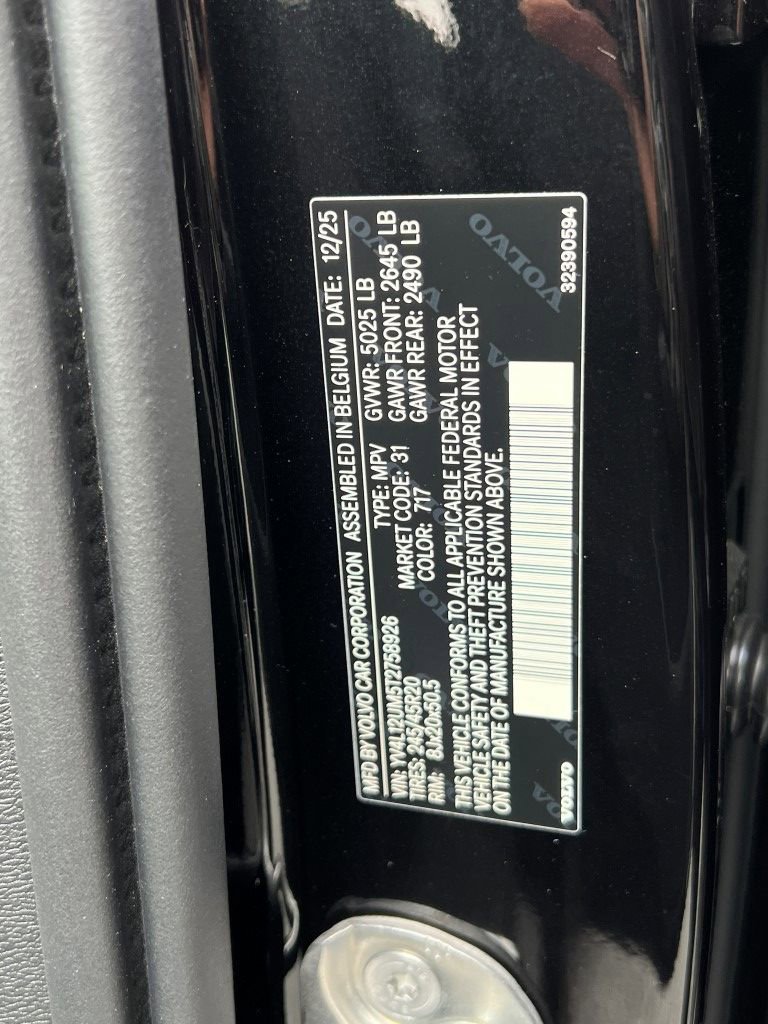 MFD BY VOLVO CAR CORPORATION ASSEMBLED IN BELGIUM DATE: 12/25
VIN: YV4L12UM5T2758926 TYPE: MPV GVWR: 5025 LB
TIRES: 245/45R20 MARKET CODE: 31 GAWR FRONT: 2645 LB
RIM: 8Jx20x50.5 COLOR: 717 GAWR REAR: 2490 LB
THIS VEHICLE CONFORMS TO ALL APPLICABLE FEDERAL MOTOR
VEHICLE SAFETY AND THEFT PREVENTION STANDARDS IN EFFECT
ON THE DATE OF MANUFACTURE SHOWN ABOVE.
VOLVO 32390594